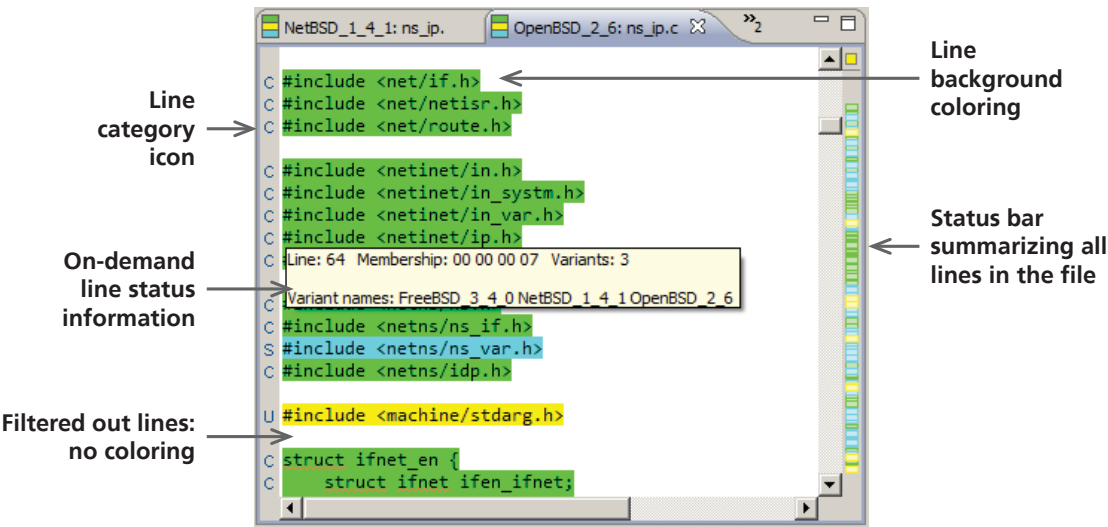 NetBSD_1_4_1: ns_ip.
OpenBSD_2_6: ns_ip.c
»2
C #include <net/if.h>
C #include <net/netisr.h>
C #include <net/route.h>
C #include <netinet/in.h>
C #include <netinet/in_systm.h>
C #include <netinet/in_var.h>
C #include <netinet/ip.h>
C
Line: 64 Membership: 00 00 00 07 Variants: 3
Variant names: FreeBSD_3_4_0 NetBSD_1_4_1 OpenBSD_2_6
C
C #include <netns/ns_if.h>
S #include <netns/ns_var.h>
C #include <netns/idp.h>
U #include <machine/stdarg.h>
C struct ifnet_en {
C struct ifnet ifen_ifnet;
Line
category
icon
On-demand
line status
information
Filtered out lines:
no coloring
Line
background
coloring
Status bar
summarizing all
lines in the file